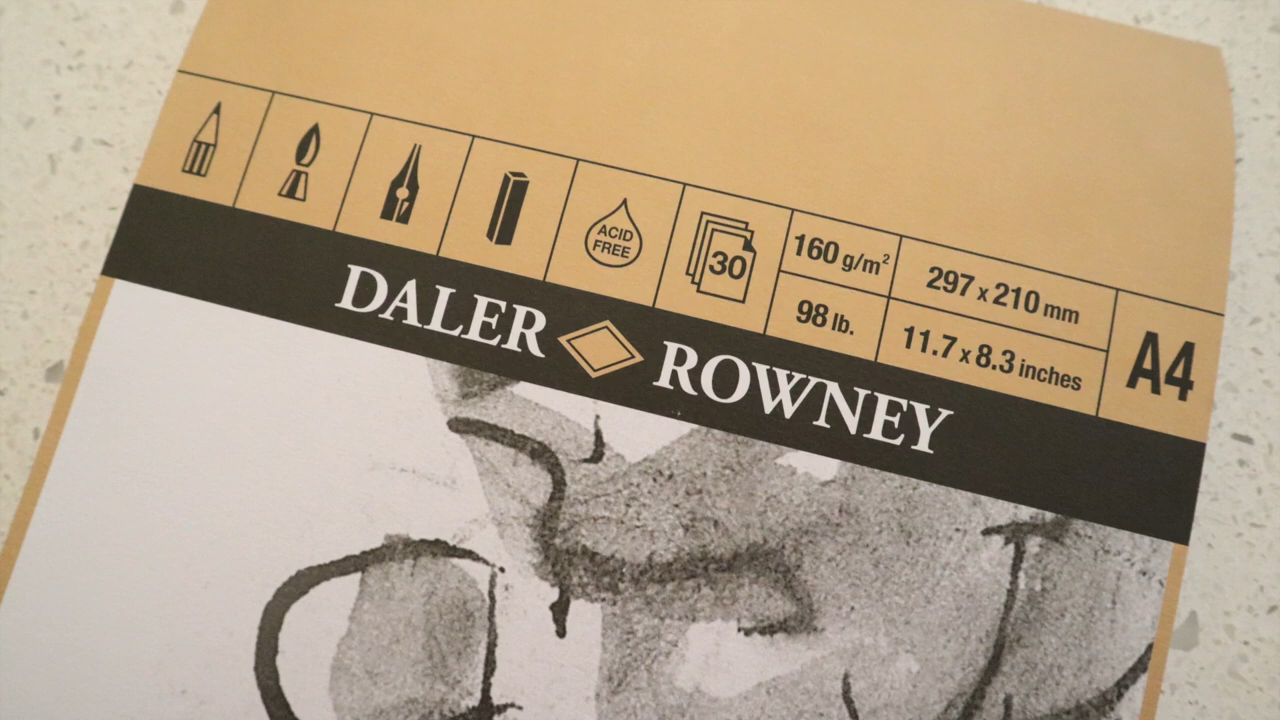 ACID
FREE
30
160 g/m²
98 lb.
297 x 210 mm
11.7 x 8.3 inches
A4
DALER ROWNEY